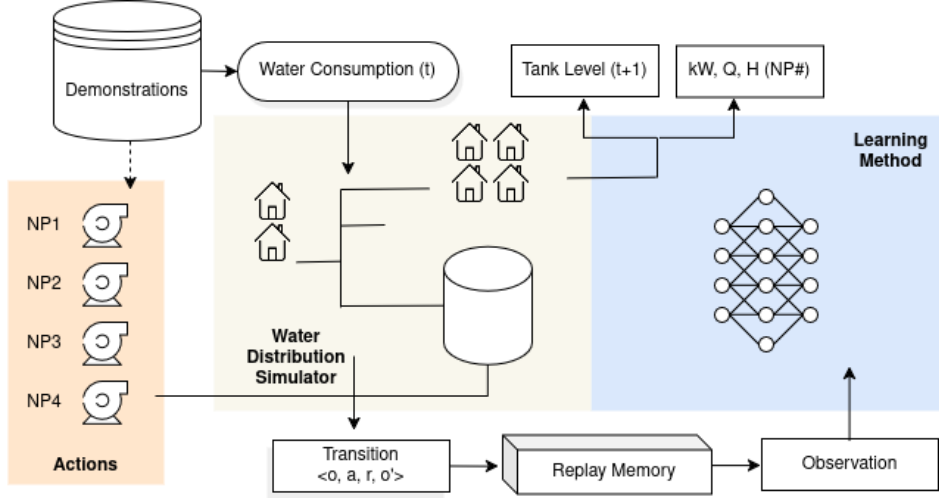 Demonstrations
Water Consumption (t)
Tank Level (t+1)
kW, Q, H (NP#)
Learning
Method
NP1
NP2
NP3
NP4
Actions
Water
Distribution
Simulator
Transition
<o, a, r, o'>
Replay Memory
Observation